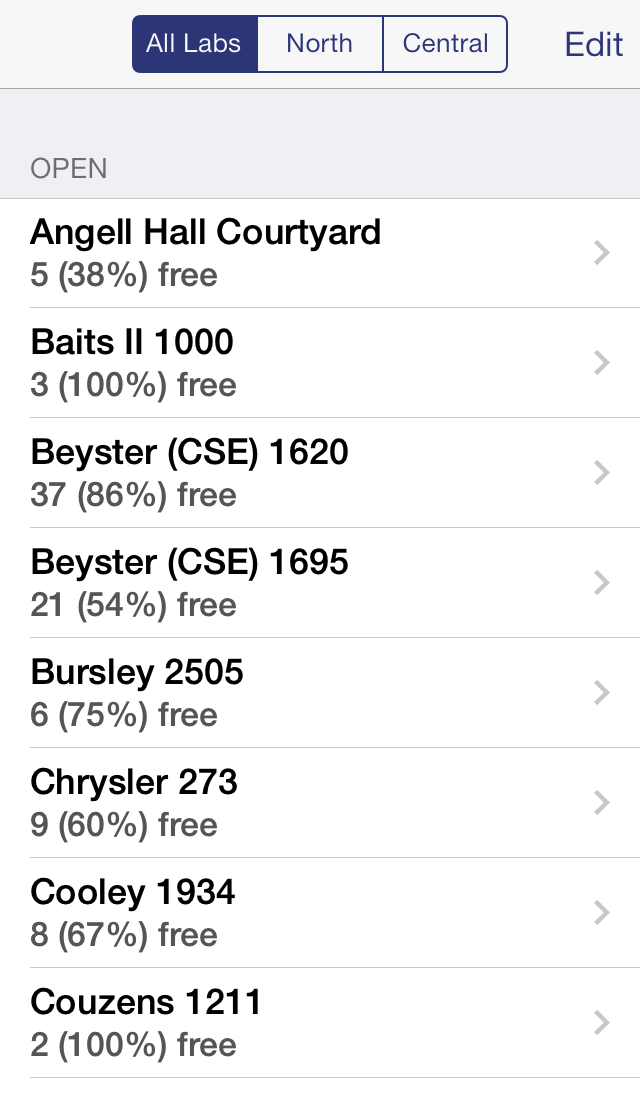 All Labs North Central Edit
OPEN
Angell Hall Courtyard
5 (38%) free
Baits II 1000
3 (100%) free
Beyster (CSE) 1620
37 (86%) free
Beyster (CSE) 1695
21 (54%) free
Bursley 2505
6 (75%) free
Chrysler 273
9 (60%) free
Cooley 1934
8 (67%) free
Couzens 1211
2 (100%) free